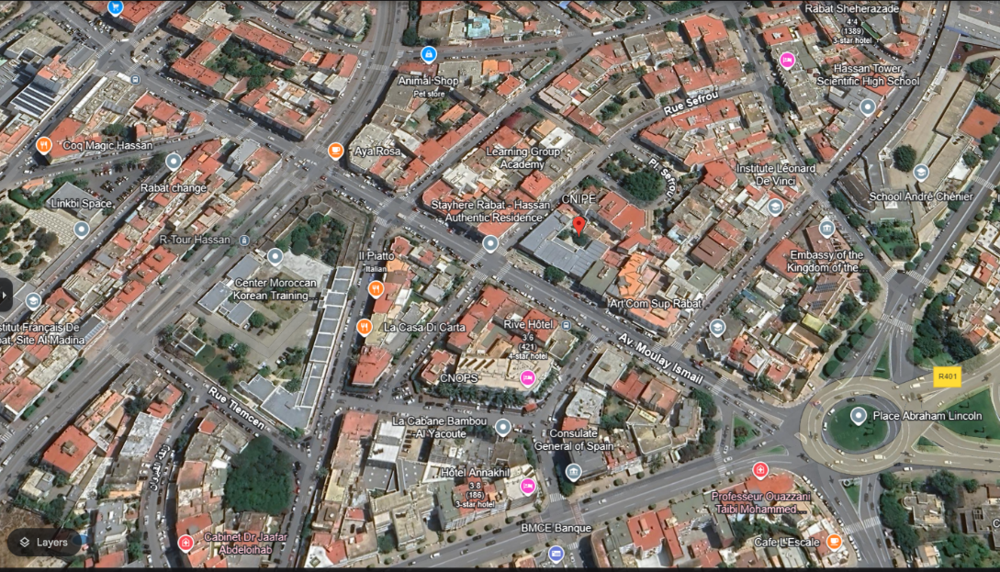 Rabat Sheherazade
4٫4
(1389)
3-star hotel
Hassan Tower
Scientific High School
Animal Shop
Pet store
Rue Sefrou
Coq Magic Hassan
Aya Rosa
Learning Group
Academy
Rabat change
Pl. Sefrou
Institute Léonard
De Vinci
School André Chénier
Linkbi Space
CNIPE
Stayhere Rabat - Hassan
Authentic Residence
R-Tour Hassan
Il Piatto
Italian
Embassy of the
Kingdom of the...
Center Moroccan
Korean Training...
Art'Com Sup Rabat
stitut Français De
bat, Site Al Madina
La Casa Di Carta
Rive Hôtel
3٫6
(421)
4-star hotel
Av. Moulay Ismail
R401
CNOPS
Rue Tlemcen
Place Abraham Lincoln
La Cabane Bambou
Al Yacoute
Consulate
General of Spain
Hôtel Annakhil
3٫8
(186)
3-star hotel
Professeur Ouazzani
Taibi Mohammed...
BMCE Banque
Layers
Cabinet Dr Jaafar
Abdeloihab
Cafe L'Escale
C